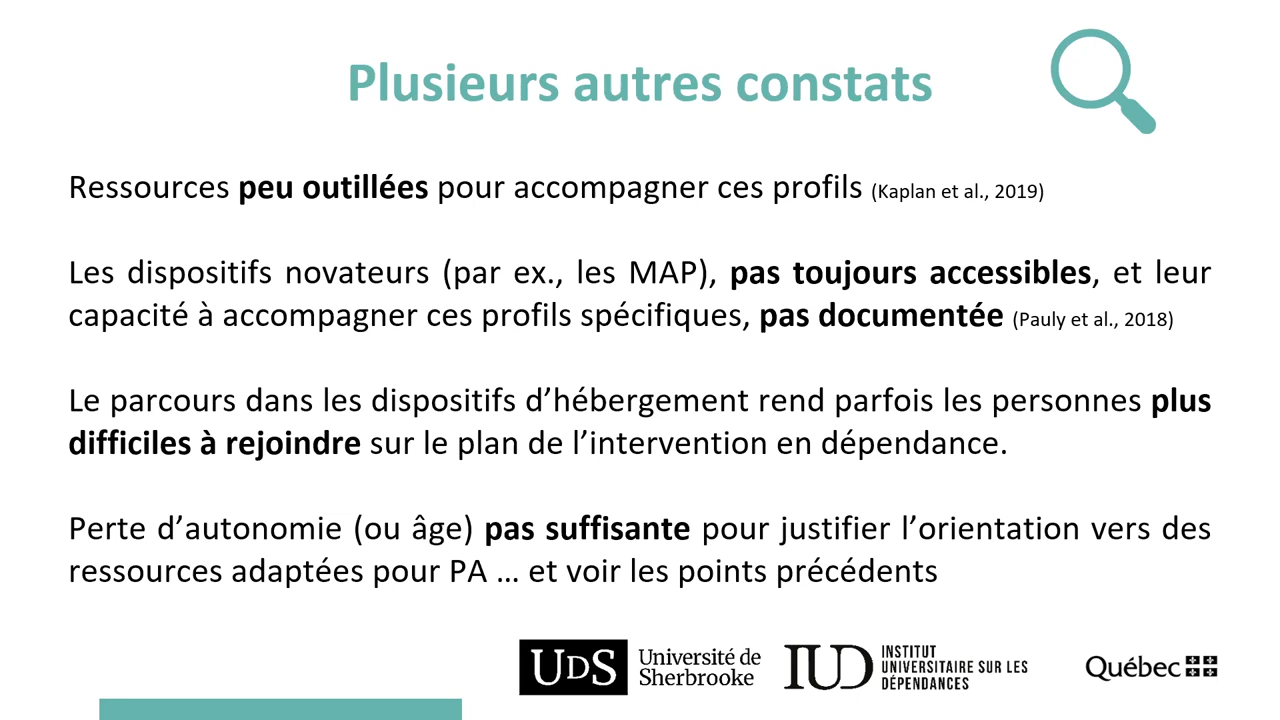 Plusieurs autres constats
Ressources peu outillées pour accompagner ces profils (Kaplan et al., 2019)
Les dispositifs novateurs (par ex., les MAP), pas toujours accessibles, et leur
capacité à accompagner ces profils spécifiques, pas documentée (Pauly et al., 2018)
Le parcours dans les dispositifs d’hébergement rend parfois les personnes plus
difficiles à rejoindre sur le plan de l’intervention en dépendance.
Perte d’autonomie (ou âge) pas suffisante pour justifier l’orientation vers des
ressources adaptées pour PA … et voir les points précédents
UDS Université de
Sherbrooke
IUD INSTITUT
UNIVERSITAIRE SUR LES
DÉPENDANCES
Québec